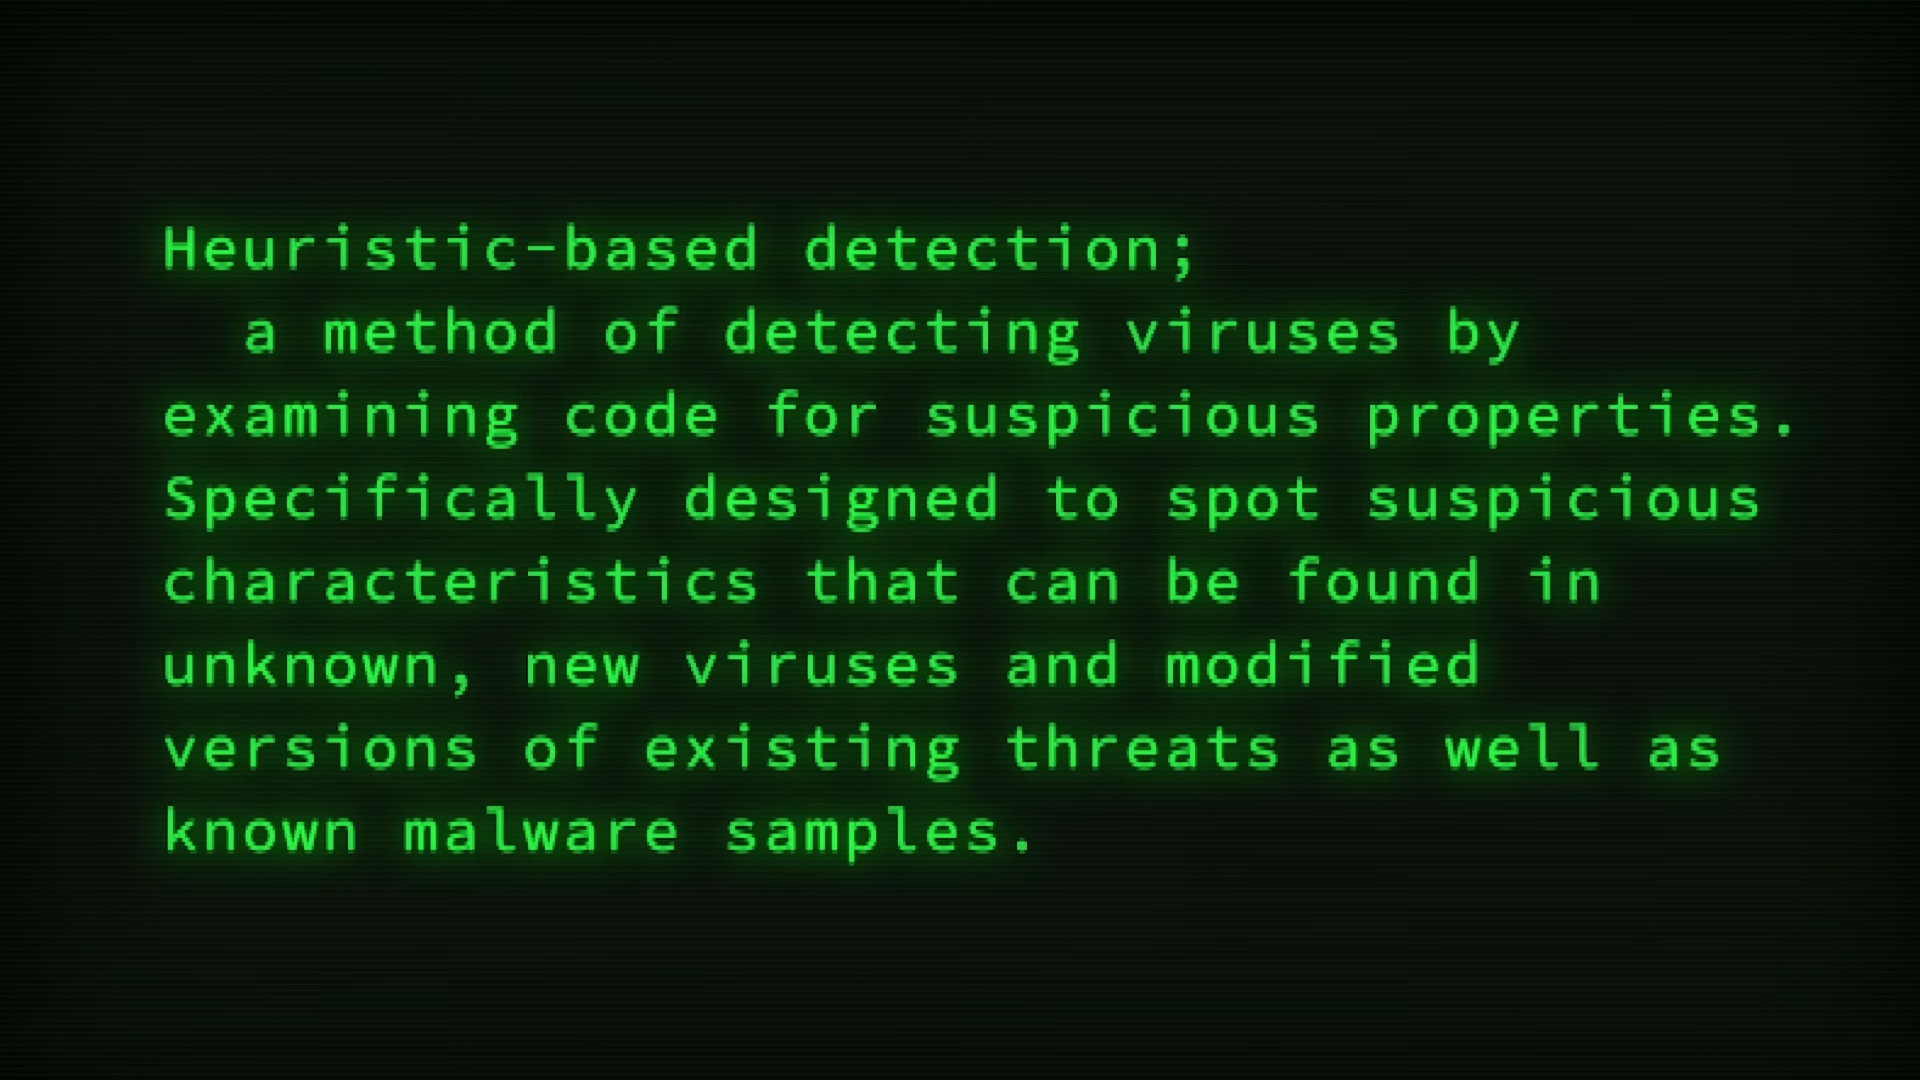 Heuristic-based detection;
a method of detecting viruses by
examining code for suspicious properties.
Specifically designed to spot suspicious
characteristics that can be found in
unknown, new viruses and modified
versions of existing threats as well as
known malware samples.